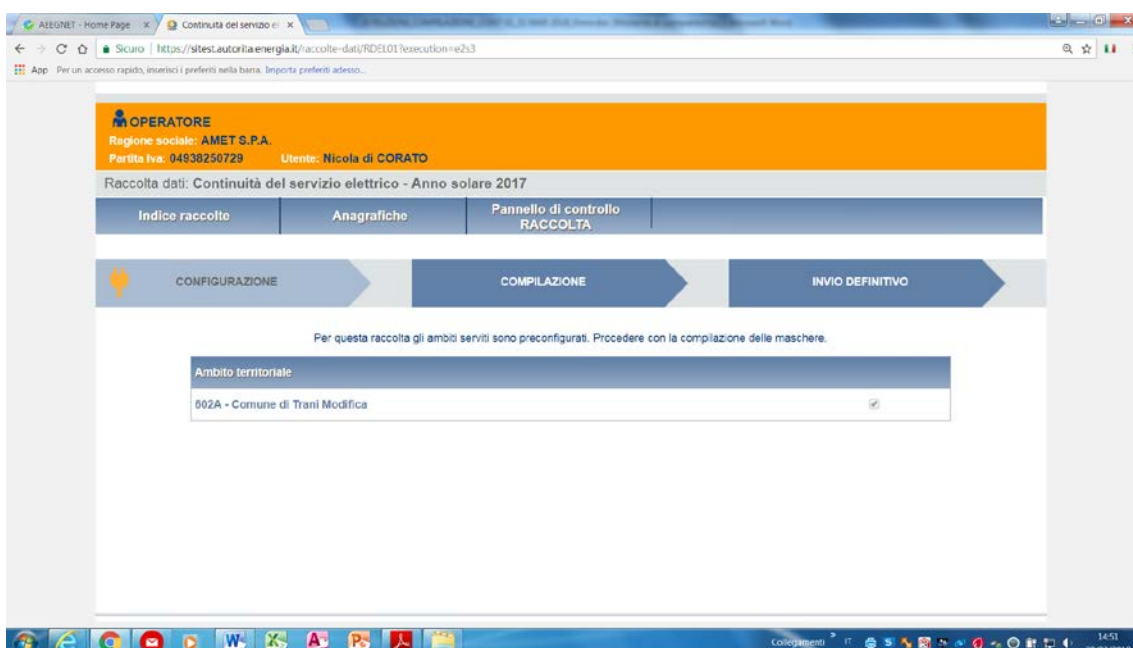 AEEGNET - Home Page
Continuità del servizio el
Sicuro | https://sitest.autorita.energia.it/raccolte-dati/RDEL01?execution=e2s3
App Per un accesso rapido, inserisci i preferiti nella barra. Importa preferiti adesso...
OPERATORE
Ragione sociale: AMET S.P.A.
Partita Iva: 04938250729 Utente: Nicola di CORATO
Raccolta dati: Continuità del servizio elettrico - Anno solare 2017
Indice raccolte
Anagrafiche
Pannello di controllo
RACCOLTA
CONFIGURAZIONE
COMPILAZIONE
INVIO DEFINITIVO
Per questa raccolta gli ambiti serviti sono preconfigurati. Procedere con la compilazione delle maschere.
Ambito territoriale
602A - Comune di Trani Modifica
Collegamenti
IT
14:51